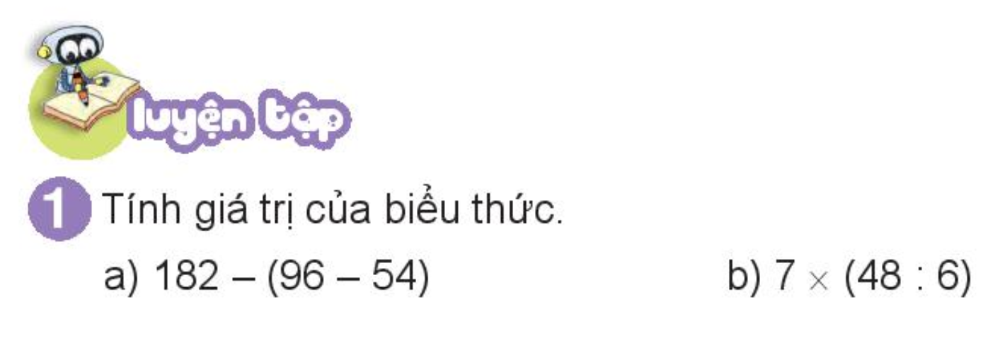 luyện tập
1 Tính giá trị của biểu thức.
a) 182 – (96 – 54) b) 7 × (48 : 6)